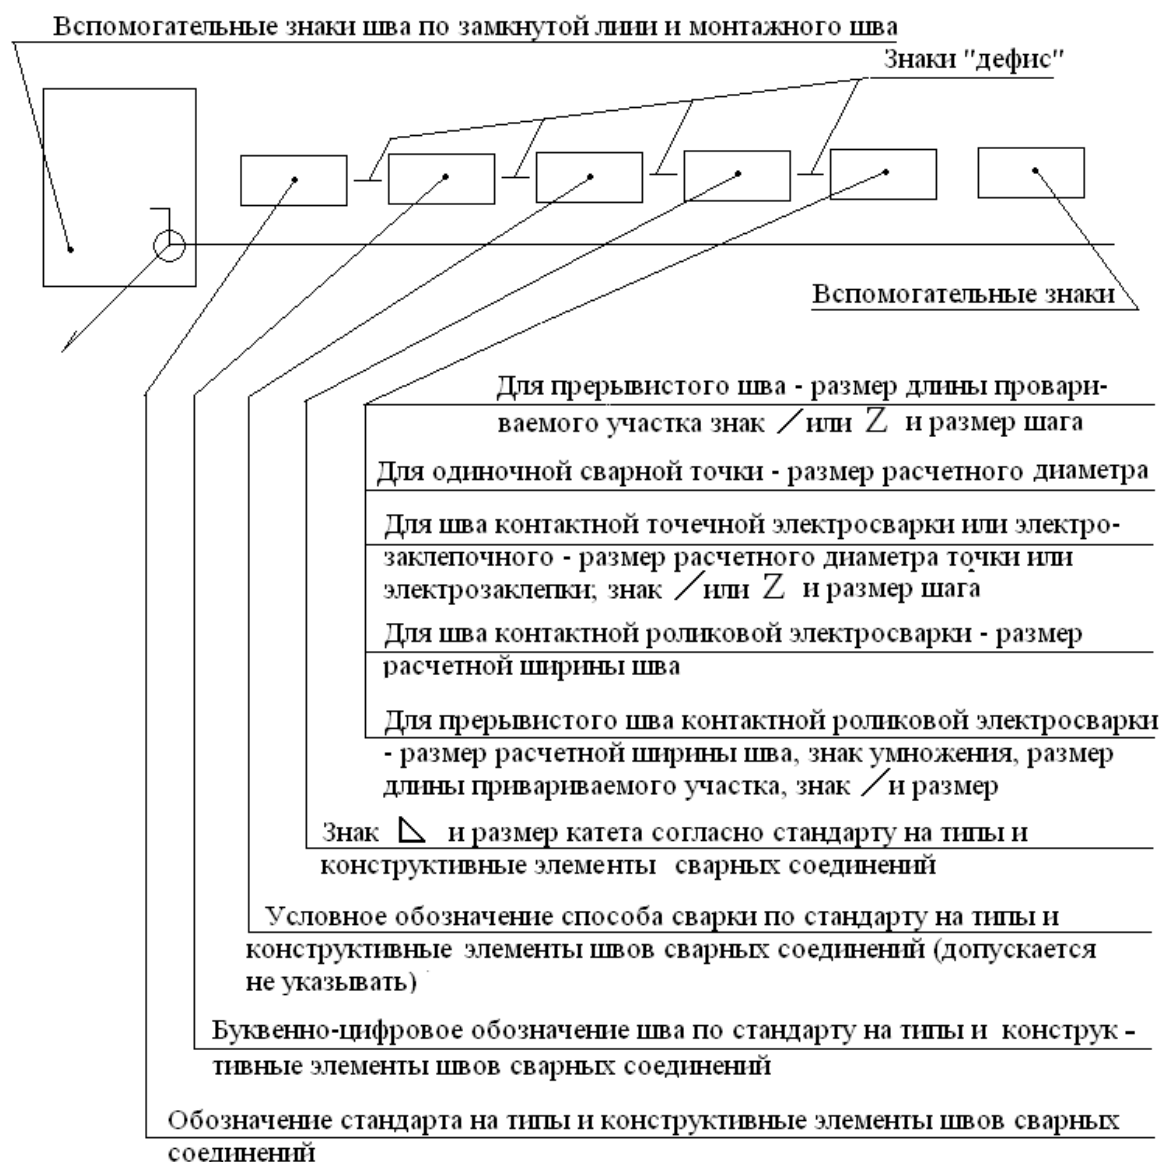 Вспомогательные знаки шва по замкнутой лиии и монтажного шва
Знаки "дефис"
Вспомогательные знаки
Для прерывистого шва - размер длины провари-
ваемого участка знак / или Z и размер шага
Для одиночной сварной точки - размер расчетного диаметра
Для шва контактной точечной электросварки или электро-
заклепочного - размер расчетного диаметра точки или
электрозаклепки; знак / или Z и размер шага
Для шва контактной роликовой электросварки - размер
расчетной ширины шва
Для прерывистого шва контактной роликовой электросварки
- размер расчетной ширины шва, знак умножения, размер
длины привариваемого участка, знак / и размер
Знак ◺ и размер катета согласно стандарту на типы и
конструктивные элементы сварных соединений
Условное обозначение способа сварки по стандарту на типы и
конструктивные элементы швов сварных соединений (допускается
не указывать)
Буквенно-цифровое обозначение шва по стандарту на типы и конструк -
тивные элементы швов сварных соединений
Обозначение стандарта на типы и конструктивные элементы швов сварных
соединений